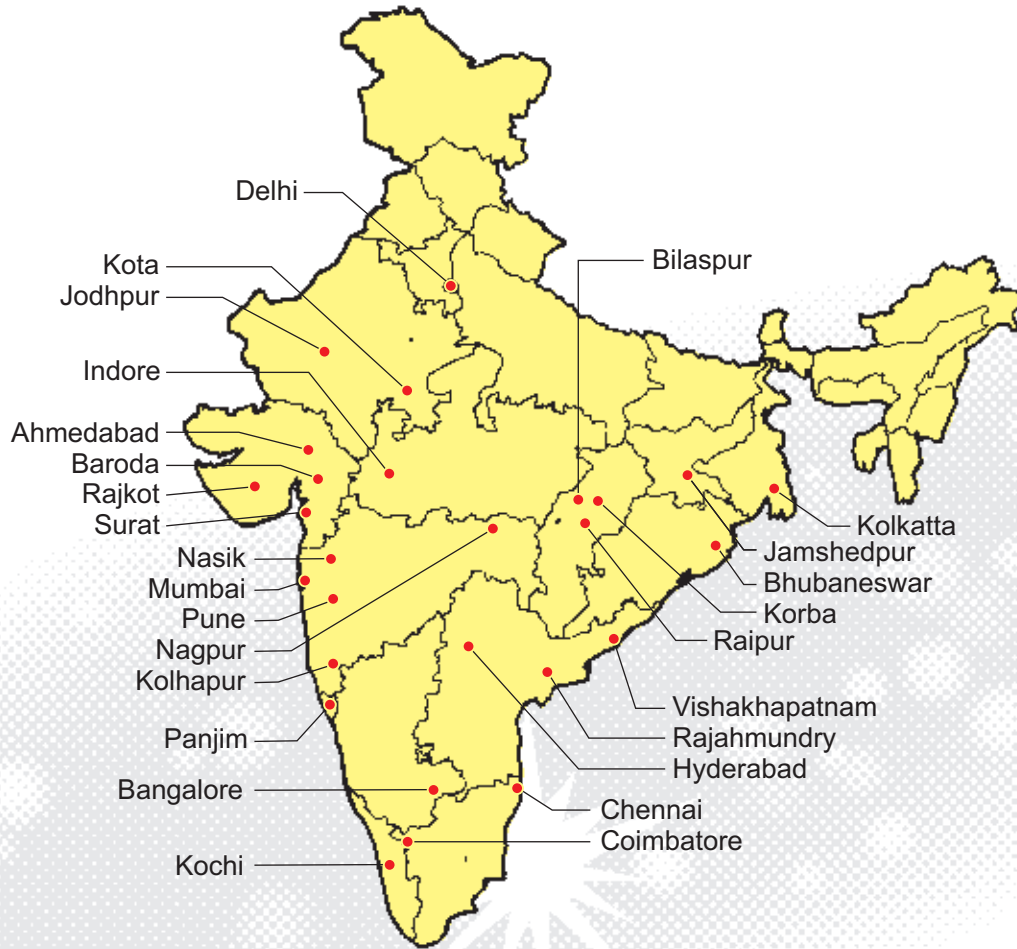 Delhi
Kota
Jodhpur
Indore
Ahmedabad
Baroda
Rajkot
Surat
Nasik
Mumbai
Pune
Nagpur
Kolhapur
Panjim
Bangalore
Kochi
Bilaspur
Kolkatta
Jamshedpur
Bhubaneswar
Korba
Raipur
Vishakhapatnam
Rajahmundry
Hyderabad
Chennai
Coimbatore